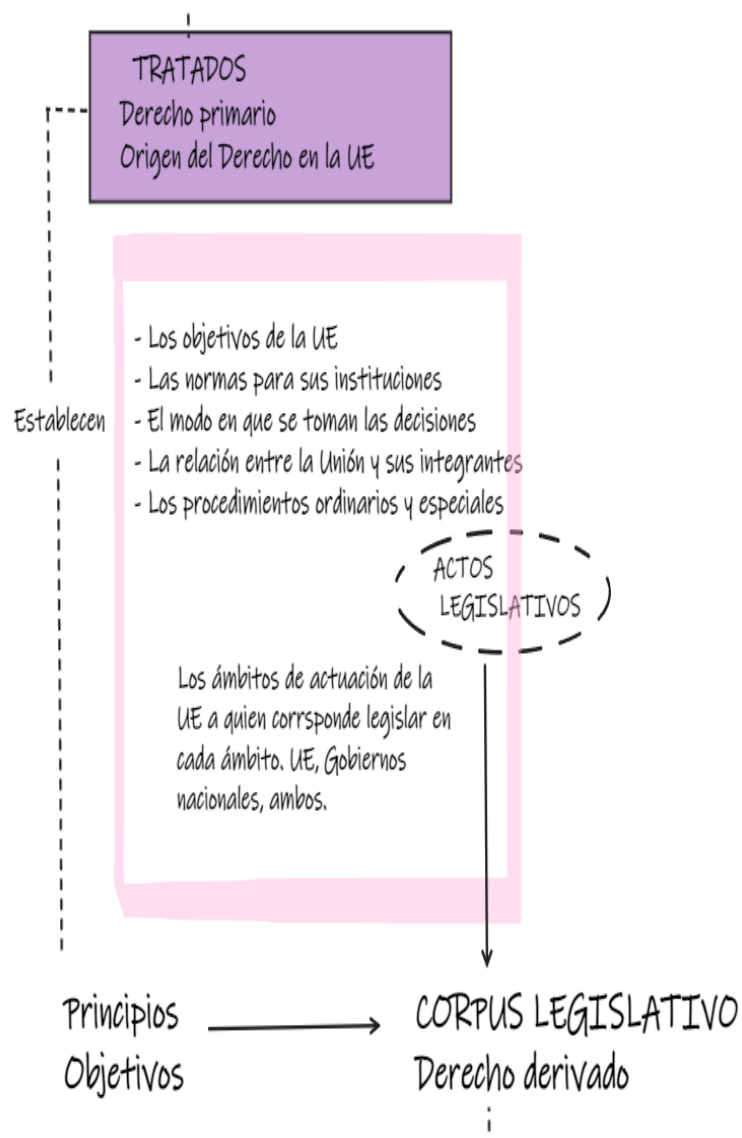 TRATADOS
Derecho primario
Origen del Derecho en la UE
- Los objetivos de la UE
- Las normas para sus instituciones
Establecen
- El modo en que se toman las decisiones
- La relación entre la Unión y sus integrantes
- Los procedimientos ordinarios y especiales
ACTOS
LEGISLATIVOS
Los ámbitos de actuación de la
UE a quien corrsponde legislar en
cada ámbito. UE, Gobiernos
nacionales, ambos.
Principios
Objetivos
CORPUS LEGISLATIVO
Derecho derivado